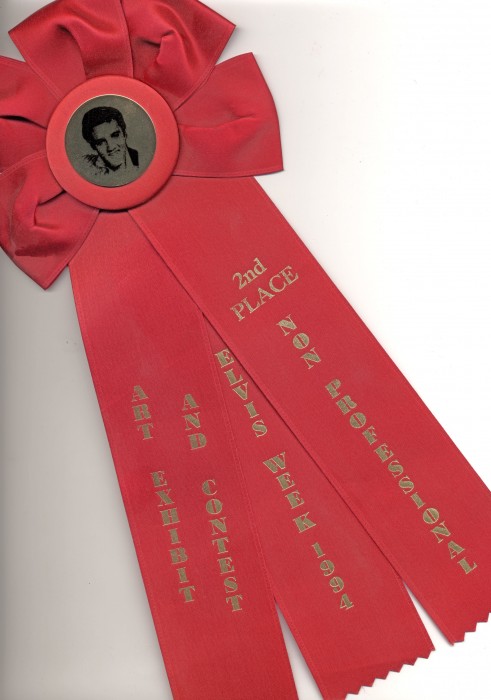 2nd
PLACE
NON PROFESSIONAL
ELVIS WEEK 1994
ART EXHIBIT
AND CONTEST